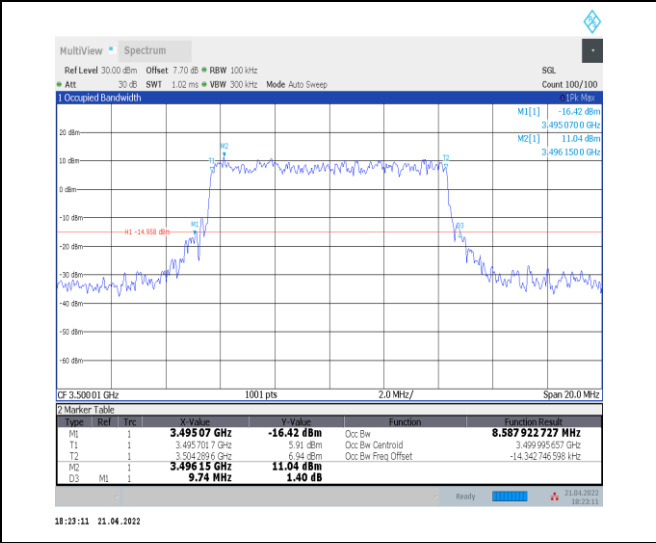 MultiView Spectrum
Ref Level 30.00 dBm Offset 7.70 dB RBW 100 kHz SGL
Att 30 dB SWT 1.02 ms VBW 300 kHz Mode Auto Sweep Count 100/100
1 Occupied Bandwidth 1Pk Max
M1[1] -16.42 dBm
3.495 070 0 GHz
M2[1] 11.04 dBm
3.496 150 0 GHz
20 dBm
M2
T1
T2
10 dBm
0 dBm
-10 dBm
M1
D3
H1 -14.958 dBm
-20 dBm
-30 dBm
-40 dBm
-50 dBm
-60 dBm
CF 3.500 01 GHz 1001 pts 2.0 MHz/ Span 20.0 MHz
2 Marker Table
Type Ref Trc X-Value Y-Value Function Function Result
M1 1 3.495 07 GHz -16.42 dBm Occ Bw 8.587 922 727 MHz
T1 1 3.495 701 7 GHz 5.91 dBm Occ Bw Centroid 3.499 995 657 GHz
T2 1 3.504 289 6 GHz 6.94 dBm Occ Bw Freq Offset -14.342 746 598 kHz
M2 1 3.496 15 GHz 11.04 dBm
D3 M1 1 9.74 MHz 1.40 dB
Ready 21.04.2022
18:23:11
18:23:11 21.04.2022